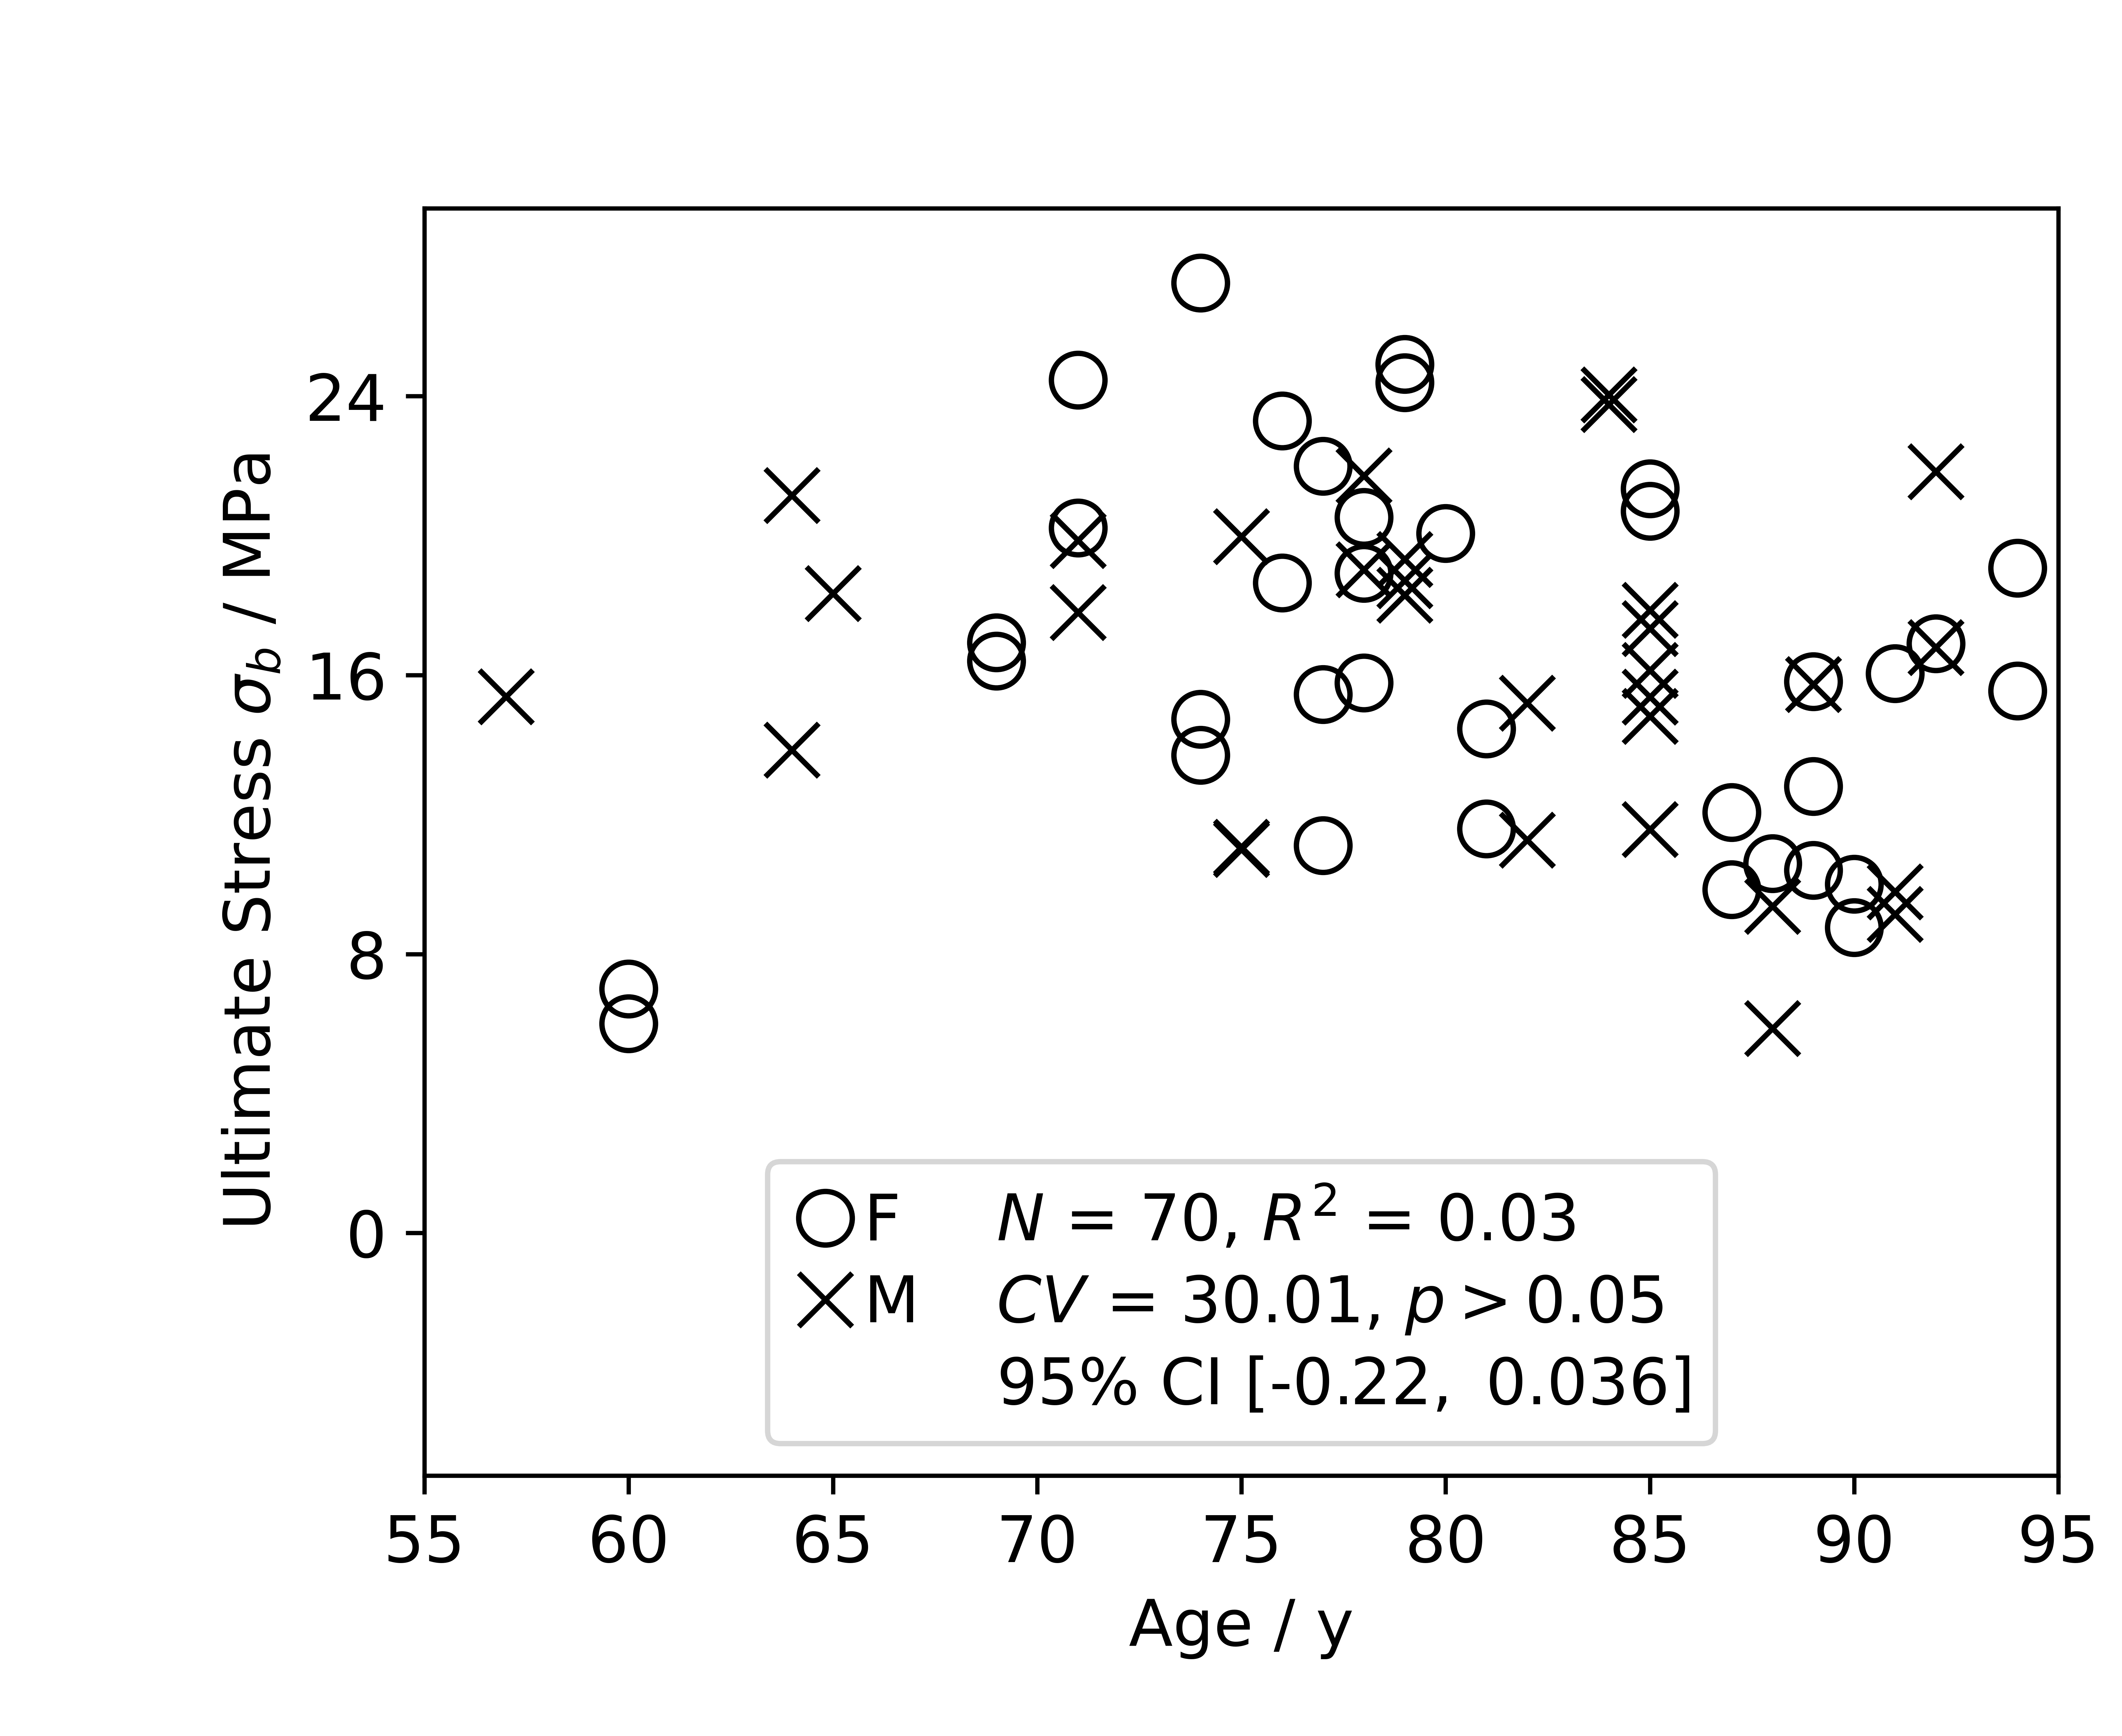 Ultimate Stress σb / MPa
24
16
8
0
F N = 70, R² = 0.03
M CV = 30.01, p > 0.05
95% CI [-0.22, 0.036]
55 60 65 70 75 80 85 90 95
Age / y